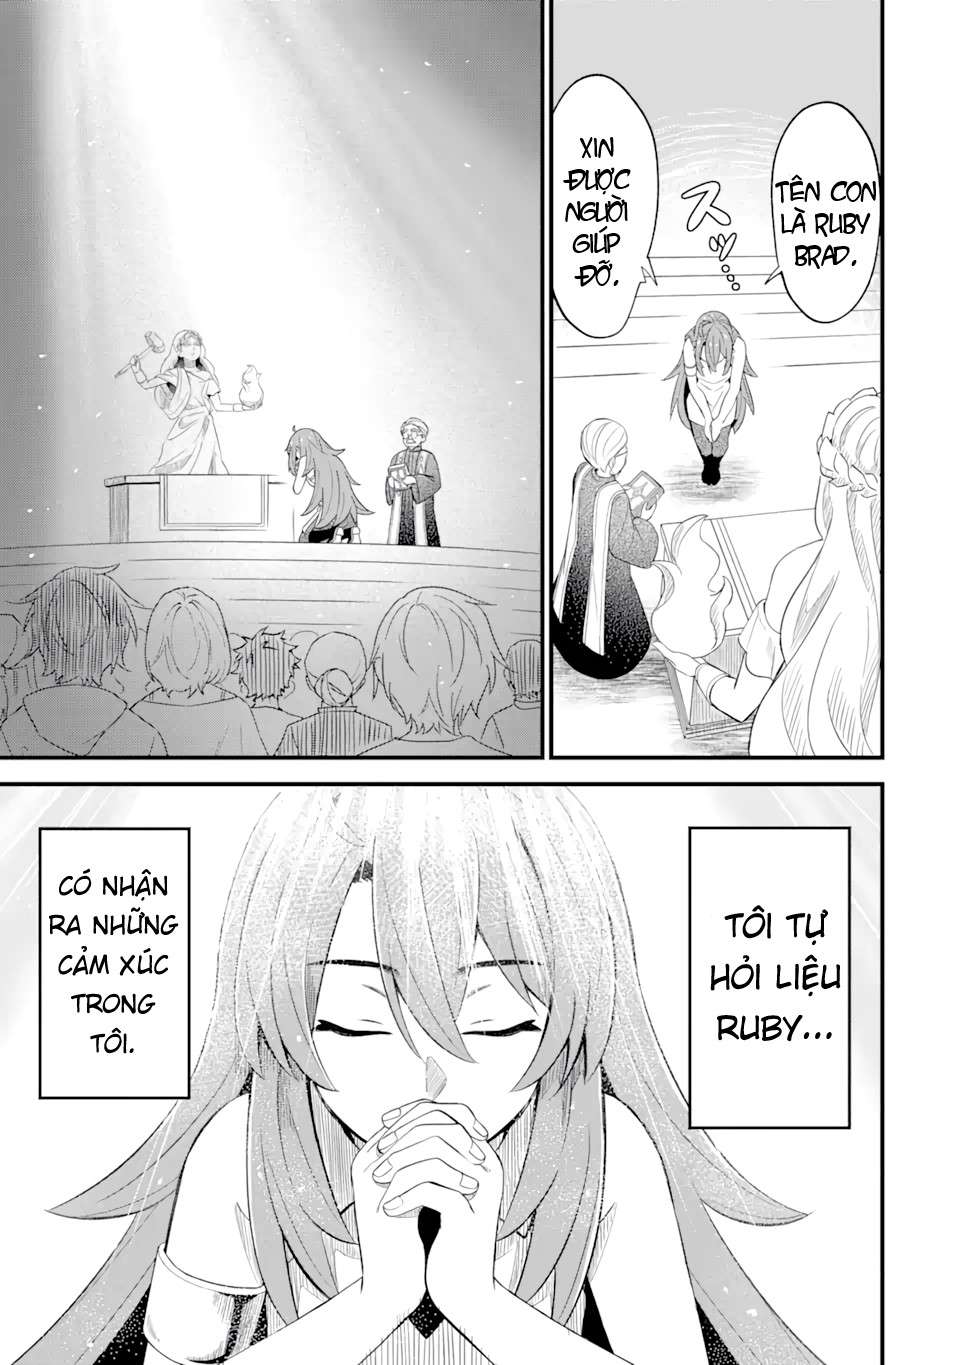 TÊN CON
LÀ RUBY
BRAD.
スッ...
XIN
ĐƯỢC
NGƯỜI
GIÚP
ĐỠ.
TÔI TỰ
HỎI LIỆU
RUBY...
CÓ NHẬN
RA NHỮNG
CẢM XÚC
TRONG
TÔI.